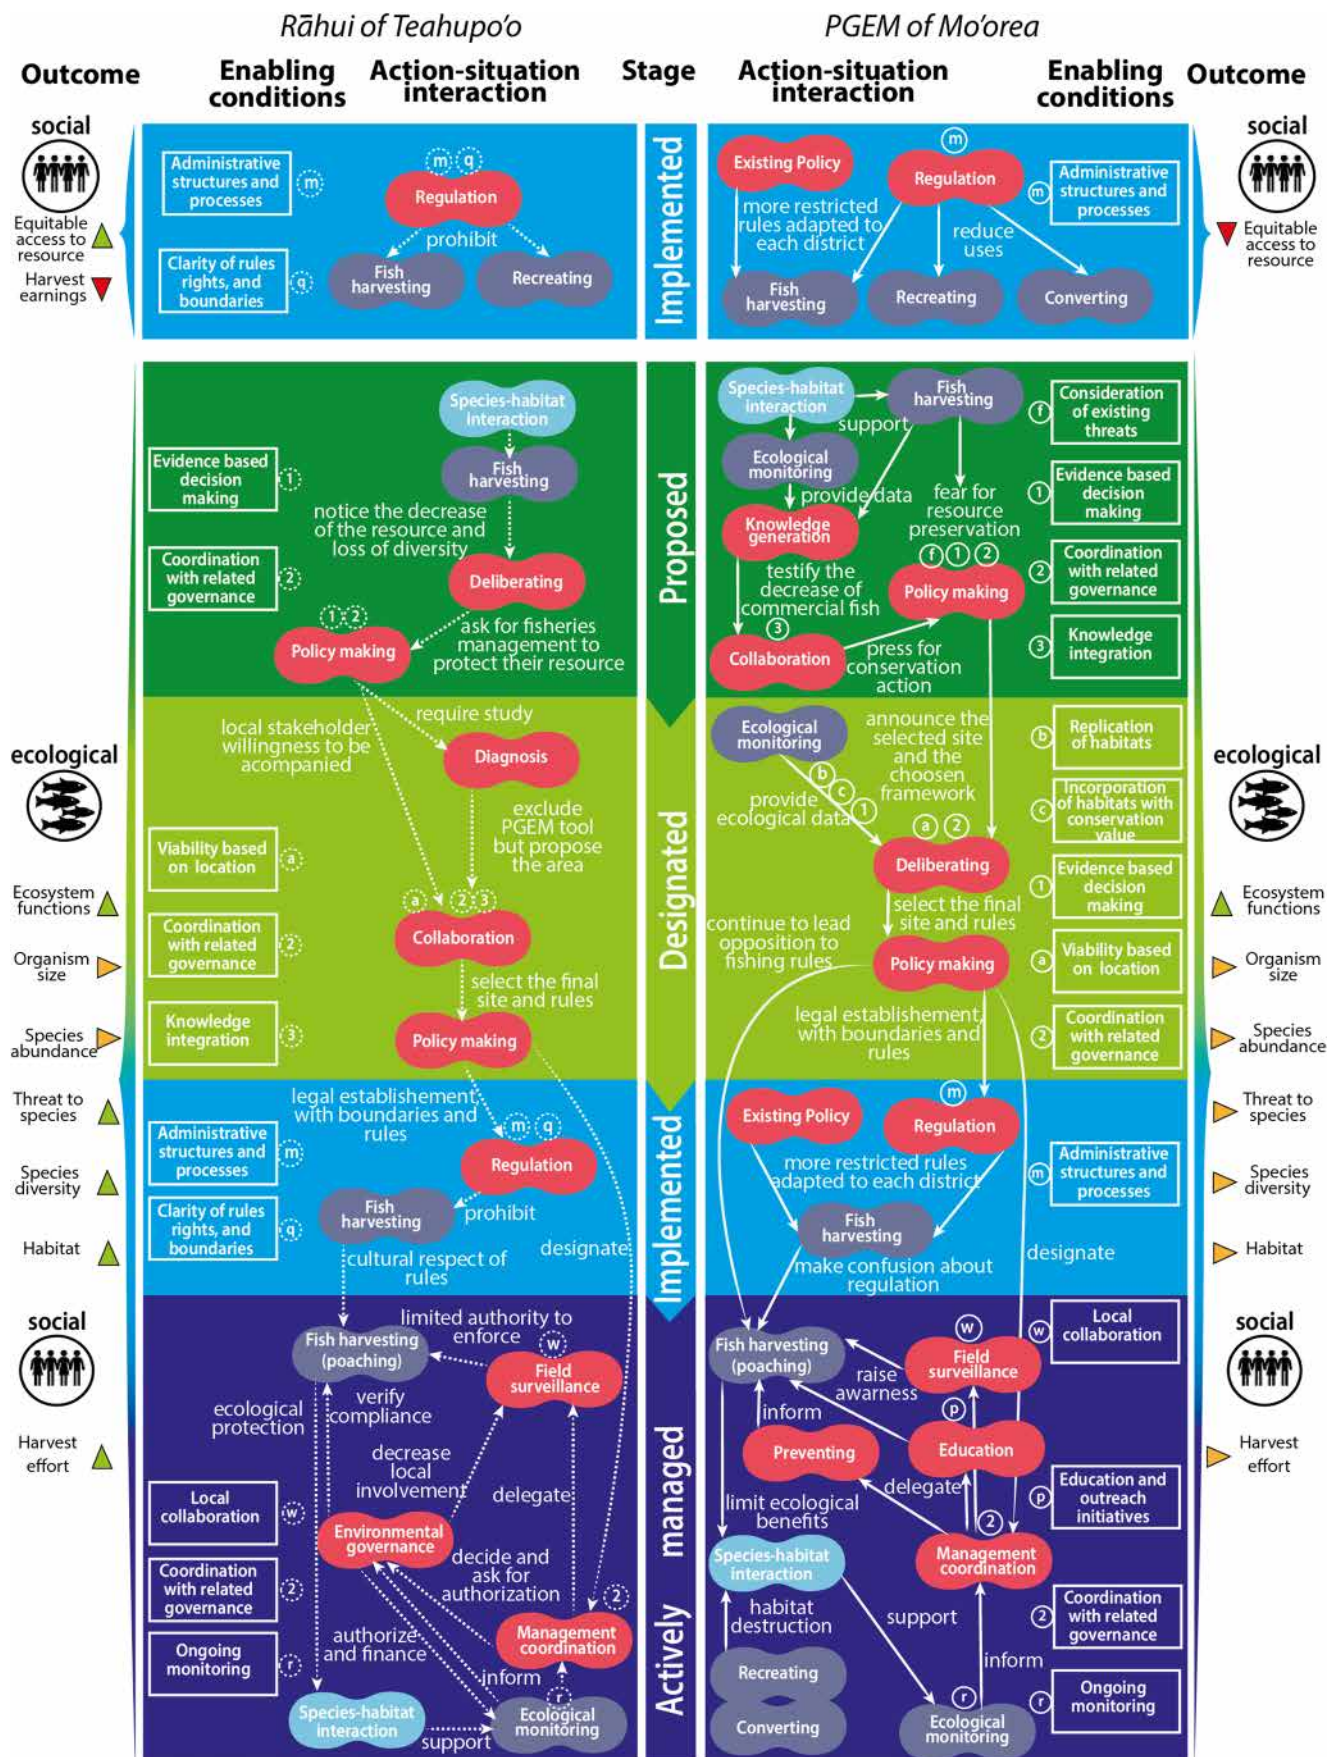 Rāhui of Teahupo’o
PGEM of Mo’orea
Outcome
Enabling
conditions
Action-situation
interaction
Stage
Action-situation
interaction
Enabling
conditions
Outcome
social
Equitable
access to
resource
Harvest
earnings
Administrative
structures and
processes
m
Clarity of rules
rights, and
boundaries
q
m q
Regulation
prohibit
Fish
harvesting
Recreating
Implemented
Existing Policy
m
Regulation
more restricted
rules adapted to
each district
reduce
uses
Fish
harvesting
Recreating
Converting
m
Administrative
structures and
processes
social
Equitable
access to
resource
Evidence based
decision
making
1
Coordination
with related
governance
2
Species-habitat
interaction
Fish
harvesting
notice the decrease
of the resource and
loss of diversity
Deliberating
1 2
Policy making
ask for fisheries
management to
protect their resource
Proposed
Species-habitat
interaction
Fish
harvesting
support
Ecological
monitoring
provide data
Knowledge
generation
fear for
resource
preservation
f 1 2
testify the
decrease of
commercial fish
Policy making
3
Collaboration
press for
conservation
action
f
Consideration
of existing
threats
1
Evidence based
decision
making
2
Coordination
with related
governance
3
Knowledge
integration
ecological
Ecosystem
functions
Organism
size
Species
abundance
Threat to
species
Species
diversity
Habitat
local stakeholder
willingness to be
acompanied
require study
Diagnosis
exclude
PGEM tool
but propose
the area
Viability based
on location
a
Coordination
with related
governance
2
Knowledge
integration
3
a 2 3
Collaboration
select the final
site and rules
Policy making
Designated
Ecological
monitoring
announce the
selected site
and the
choosen
framework
b
c
1
provide
ecological data
a 2
Deliberating
select the final
site and rules
continue to lead
opposition to
fishing rules
Policy making
legal establisement,
with boundaries and
rules
b
Replication
of habitats
c
Incorporation
of habitats with
conservation
value
1
Evidence based
decision
making
a
Viability based
on location
2
Coordination
with related
governance
ecological
Ecosystem
functions
Organism
size
Species
abundance
Threat to
species
Species
diversity
Habitat
legal establisement,
with boundaries and
rules
Administrative
structures and
processes
m
Clarity of rules
rights, and
boundaries
q
m q
Regulation
Fish
harvesting
prohibit
cultural respect of
rules
designate
Implemented
Existing Policy
m
Regulation
more restricted rules
adapted to each district
Fish
harvesting
make confusion about
regulation
designate
m
Administrative
structures and
processes
social
Harvest
effort
limited authority to
enforce
Fish harvesting
(poaching)
w
Field
surveillance
ecological
protection
verify
compliance
decrease
local
involvement
delegate
Local
collaboration
w
Coordination
with related
governance
2
Ongoing
monitoring
r
Environmental
governance
decide and
ask for
authorization
2
Management
coordination
authorize
and finance
inform
r
Species-habitat
interaction
support
Ecological
monitoring
Actively managed
Fish harvesting
(poaching)
w
Field
surveillance
raise
awarness
inform
p
Preventing
Education
delegate
limit ecological
benefits
2
Species-habitat
interaction
Management
coordination
habitat
destruction
support
Recreating
inform
r
Converting
Ecological
monitoring
w
Local
collaboration
p
Education and
outreach
initiatives
2
Coordination
with related
governance
r
Ongoing
monitoring
social
Harvest
effort